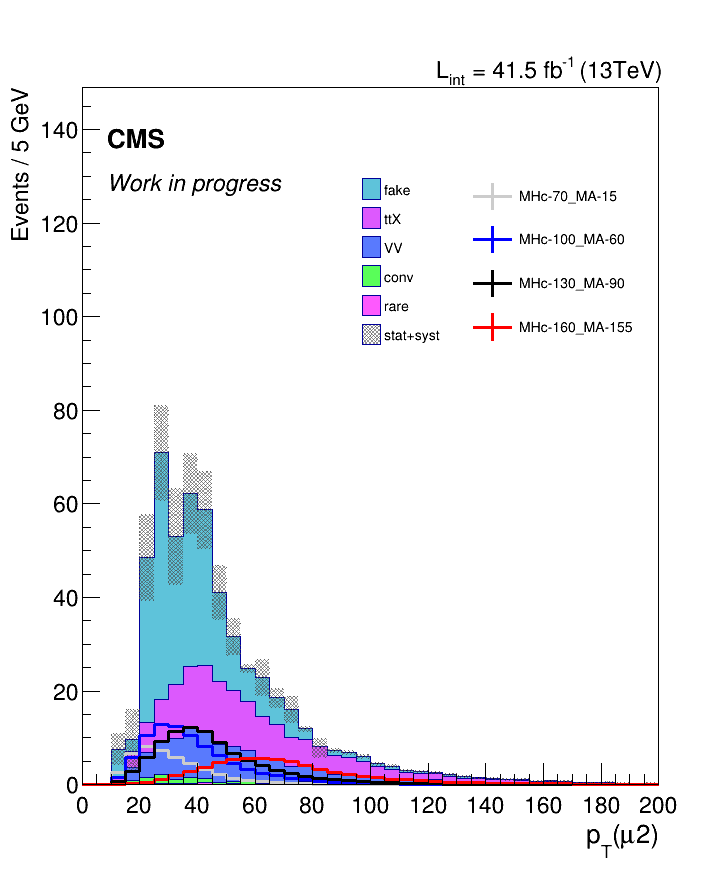 L_int = 41.5 fb^-1 (13TeV)
Events / 5 GeV
CMS
Work in progress
fake
ttX
VV
conv
rare
stat+syst
MHc-70_MA-15
MHc-100_MA-60
MHc-130_MA-90
MHc-160_MA-155
140
120
100
80
60
40
20
0
0 20 40 60 80 100 120 140 160 180 200
p_T(μ2)